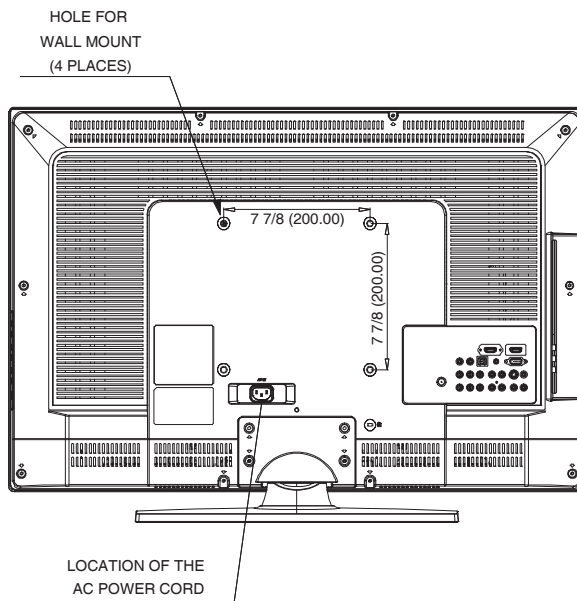 HOLE FOR
WALL MOUNT
(4 PLACES)
7 7/8 (200.00)
7 7/8 (200.00)
LOCATION OF THE
AC POWER CORD